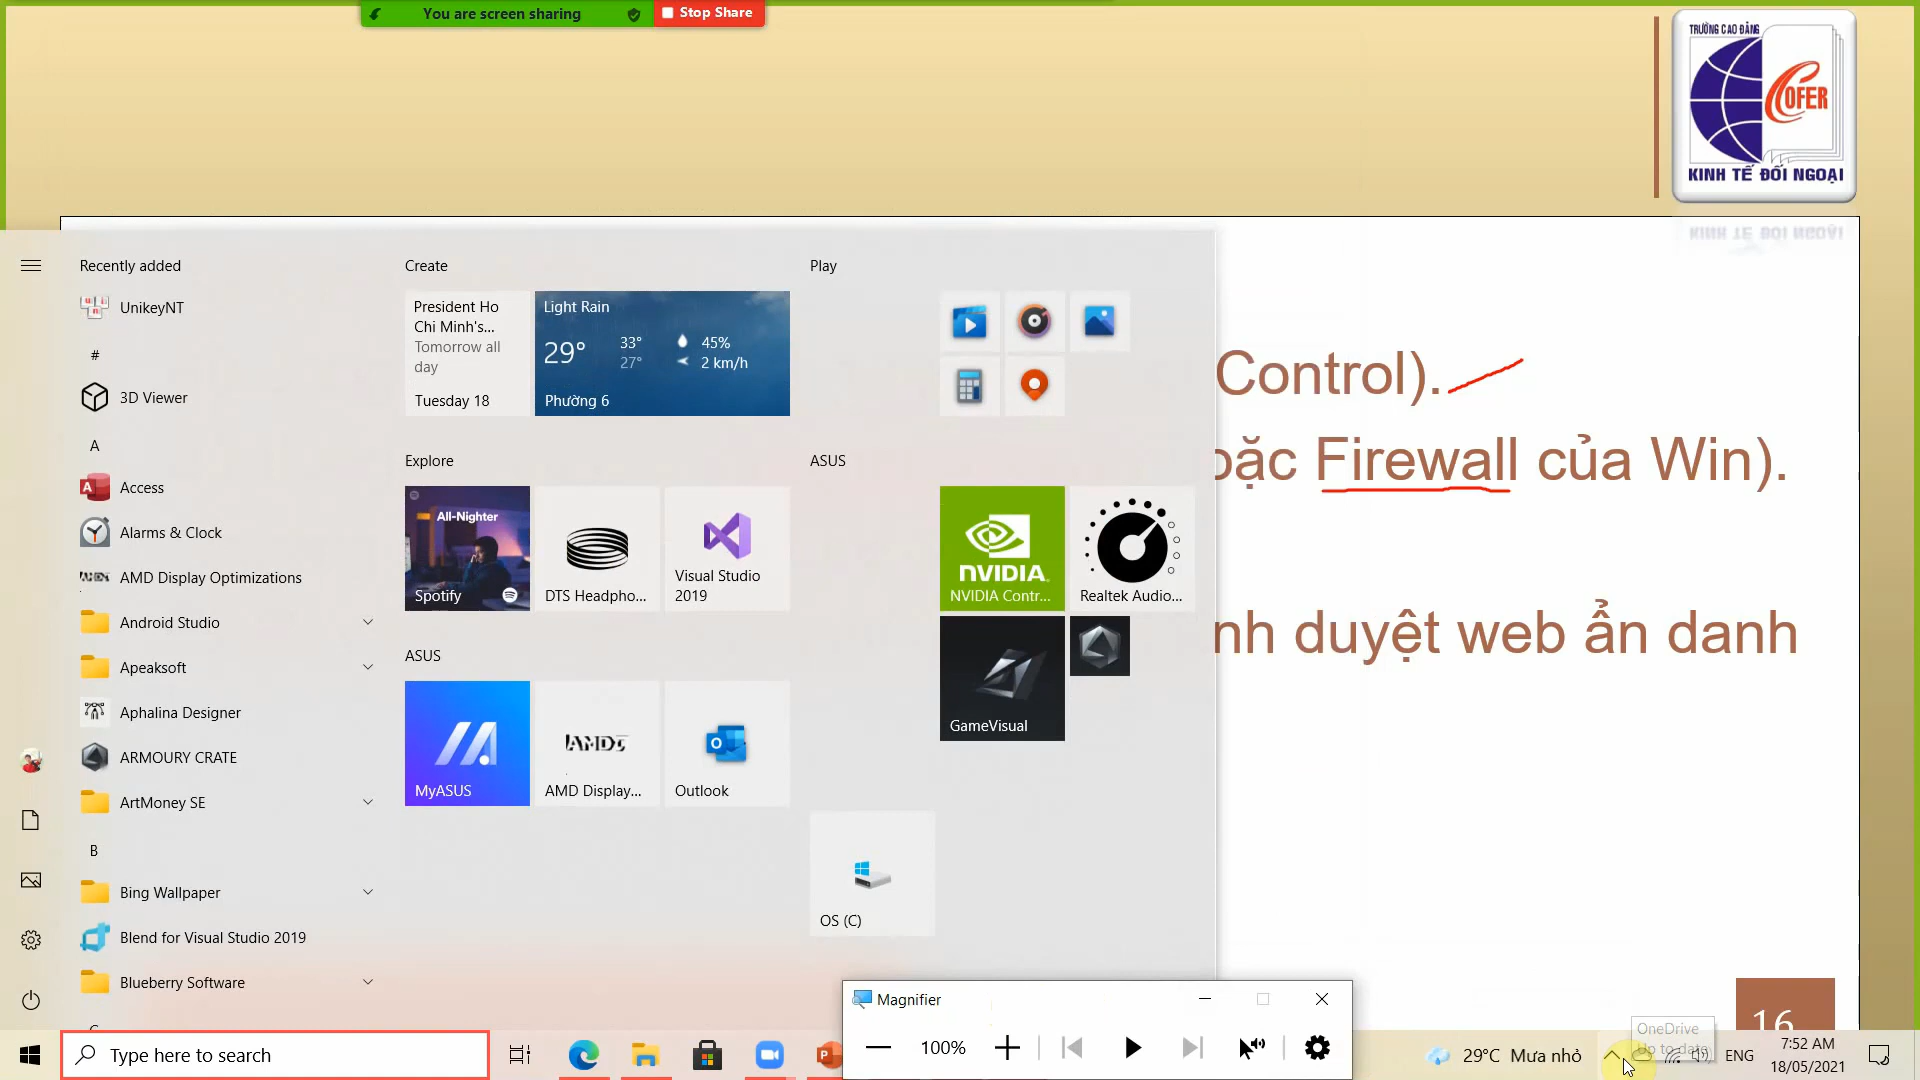 You are screen sharing
Stop Share
TRƯỜNG CAO ĐẲNG
COFER
KINH TẾ ĐỐI NGOẠI
Recently added
UnikeyNT
#
3D Viewer
A
Access
Alarms & Clock
AMD Display Optimizations
Android Studio
Apeaksoft
Aphalina Designer
ARMOURY CRATE
ArtMoney SE
B
Bing Wallpaper
Blend for Visual Studio 2019
Blueberry Software
Create
President Ho
Chi Minh's...
Tomorrow all
day
Tuesday 18
Light Rain
29°
33°
27°
45%
2 km/h
Phường 6
Explore
All-Nighter
Spotify
DTS Headpho...
Visual Studio
2019
ASUS
MyASUS
AMD
AMD Display...
Outlook
Play
ASUS
NVIDIA.
NVIDIA Contr...
Realtek Audio...
GameVisual
OS (C)
Control).
oặc Firewall của Win).
nh duyệt web ẩn danh
16
Magnifier
100%
OneDrive
Up to date
Type here to search
29°C Mưa nhỏ
ENG
7:52 AM
18/05/2021